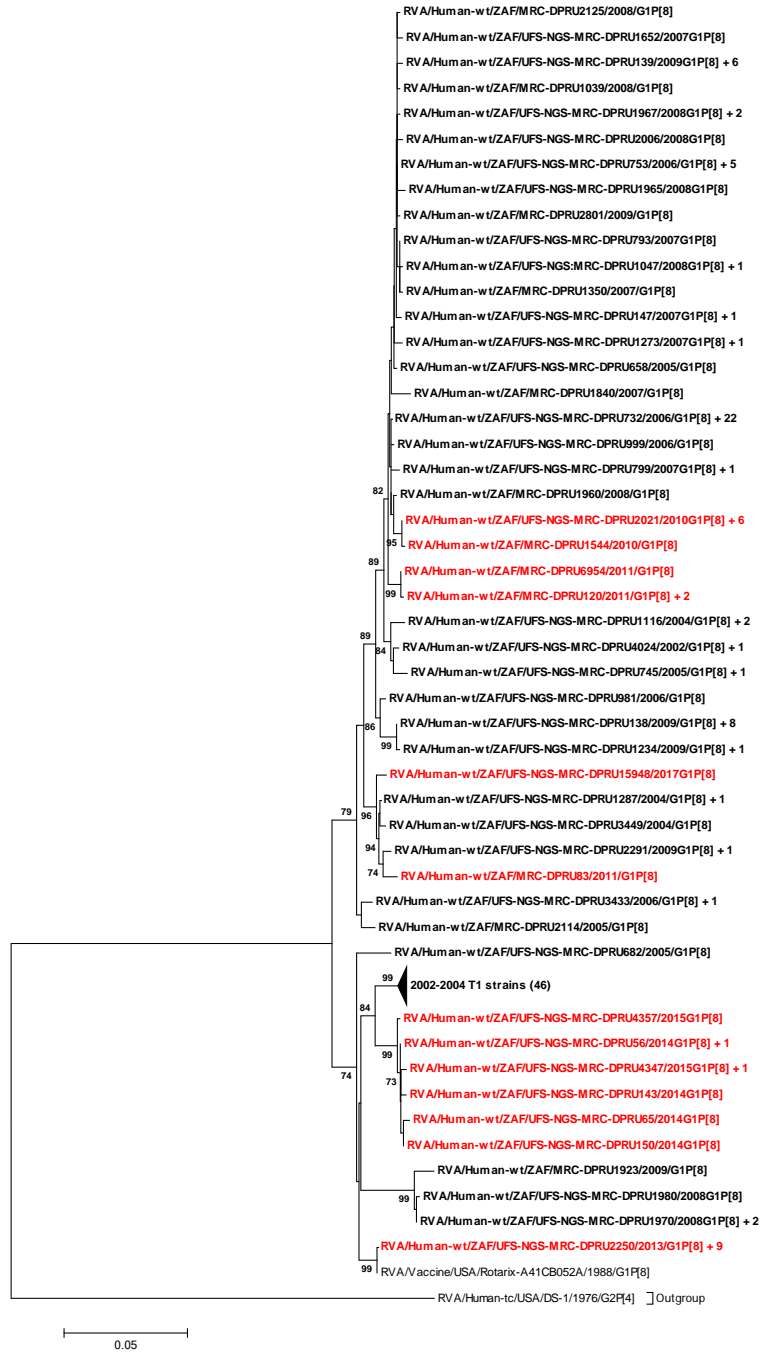 RVA/Human-wt/ZAF/MRC-DPRU2125/2008/G1P[8]
RVA/Human-wt/ZAF/UFS-NGS-MRC-DPRU1652/2007G1P[8]
RVA/Human-wt/ZAF/UFS-NGS-MRC-DPRU139/2009G1P[8] + 6
RVA/Human-wt/ZAF/MRC-DPRU1039/2008/G1P[8]
RVA/Human-wt/ZAF/UFS-NGS-MRC-DPRU1967/2008G1P[8] + 2
RVA/Human-wt/ZAF/UFS-NGS-MRC-DPRU2006/2008G1P[8]
RVA/Human-wt/ZAF/UFS-NGS-MRC-DPRU753/2006/G1P[8] + 5
RVA/Human-wt/ZAF/UFS-NGS-MRC-DPRU1965/2008G1P[8]
RVA/Human-wt/ZAF/MRC-DPRU2801/2009/G1P[8]
RVA/Human-wt/ZAF/UFS-NGS-MRC-DPRU793/2007G1P[8]
RVA/Human-wt/ZAF/UFS-NGS:MRC-DPRU1047/2008G1P[8] + 1
RVA/Human-wt/ZAF/MRC-DPRU1350/2007/G1P[8]
RVA/Human-wt/ZAF/UFS-NGS-MRC-DPRU147/2007G1P[8] + 1
RVA/Human-wt/ZAF/UFS-NGS-MRC-DPRU1273/2007G1P[8] + 1
RVA/Human-wt/ZAF/UFS-NGS-MRC-DPRU658/2005/G1P[8]
RVA/Human-wt/ZAF/MRC-DPRU1840/2007/G1P[8]
RVA/Human-wt/ZAF/UFS-NGS-MRC-DPRU732/2006/G1P[8] + 22
RVA/Human-wt/ZAF/UFS-NGS-MRC-DPRU999/2006/G1P[8]
RVA/Human-wt/ZAF/UFS-NGS-MRC-DPRU799/2007G1P[8] + 1
82
RVA/Human-wt/ZAF/MRC-DPRU1960/2008/G1P[8]
RVA/Human-wt/ZAF/UFS-NGS-MRC-DPRU2021/2010G1P[8] + 6
95
RVA/Human-wt/ZAF/MRC-DPRU1544/2010/G1P[8]
89
RVA/Human-wt/ZAF/MRC-DPRU6954/2011/G1P[8]
99
RVA/Human-wt/ZAF/MRC-DPRU120/2011/G1P[8] + 2
RVA/Human-wt/ZAF/UFS-NGS-MRC-DPRU1116/2004/G1P[8] + 2
89
84
RVA/Human-wt/ZAF/UFS-NGS-MRC-DPRU4024/2002/G1P[8] + 1
RVA/Human-wt/ZAF/UFS-NGS-MRC-DPRU745/2005/G1P[8] + 1
RVA/Human-wt/ZAF/UFS-NGS-MRC-DPRU981/2006/G1P[8]
86
RVA/Human-wt/ZAF/UFS-NGS-MRC-DPRU138/2009/G1P[8] + 8
99
RVA/Human-wt/ZAF/UFS-NGS-MRC-DPRU1234/2009/G1P[8] + 1
RVA/Human-wt/ZAF/UFS-NGS-MRC-DPRU15948/2017G1P[8]
RVA/Human-wt/ZAF/UFS-NGS-MRC-DPRU1287/2004/G1P[8] + 1
79
96
RVA/Human-wt/ZAF/UFS-NGS-MRC-DPRU3449/2004/G1P[8]
94
RVA/Human-wt/ZAF/UFS-NGS-MRC-DPRU2291/2009G1P[8] + 1
74
RVA/Human-wt/ZAF/MRC-DPRU83/2011/G1P[8]
RVA/Human-wt/ZAF/UFS-NGS-MRC-DPRU3433/2006/G1P[8] + 1
RVA/Human-wt/ZAF/MRC-DPRU2114/2005/G1P[8]
RVA/Human-wt/ZAF/UFS-NGS-MRC-DPRU682/2005/G1P[8]
99
2002-2004 T1 strains (46)
84
RVA/Human-wt/ZAF/UFS-NGS-MRC-DPRU4357/2015G1P[8]
RVA/Human-wt/ZAF/UFS-NGS-MRC-DPRU56/2014G1P[8] + 1
99
RVA/Human-wt/ZAF/UFS-NGS-MRC-DPRU4347/2015G1P[8] + 1
74
73
RVA/Human-wt/ZAF/UFS-NGS-MRC-DPRU143/2014G1P[8]
RVA/Human-wt/ZAF/UFS-NGS-MRC-DPRU65/2014G1P[8]
RVA/Human-wt/ZAF/UFS-NGS-MRC-DPRU150/2014G1P[8]
RVA/Human-wt/ZAF/MRC-DPRU1923/2009/G1P[8]
99
RVA/Human-wt/ZAF/UFS-NGS-MRC-DPRU1980/2008G1P[8]
RVA/Human-wt/ZAF/UFS-NGS-MRC-DPRU1970/2008G1P[8] + 2
RVA/Human-wt/ZAF/UFS-NGS-MRC-DPRU2250/2013/G1P[8] + 9
99
RVA/Vaccine/USA/Rotarix-A41CB052A/1988/G1P[8]
RVA/Human-tc/USA/DS-1/1976/G2P[4] Outgroup
0.05